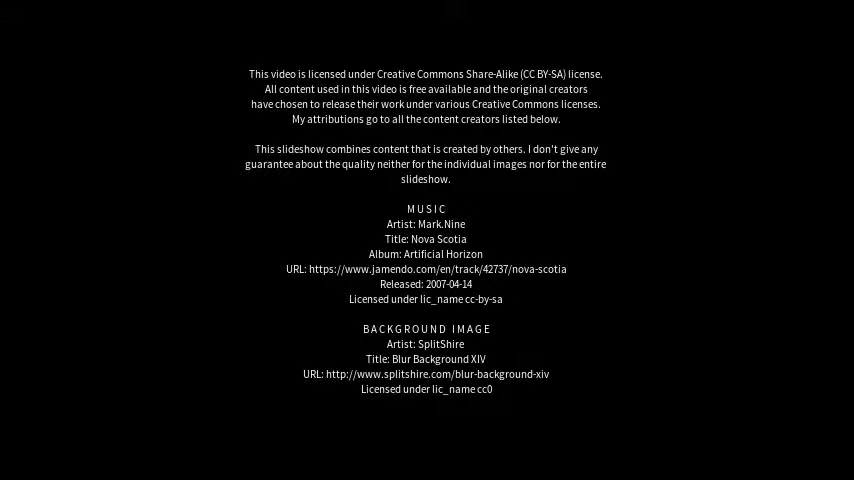 This video is licensed under Creative Commons Share-Alike (CC BY-SA) license.
All content used in this video is free available and the original creators
have chosen to release their work under various Creative Commons licenses.
My attributions go to all the content creators listed below.
This slideshow combines content that is created by others. I don't give any
guarantee about the quality neither for the individual images nor for the entire
slideshow.
MUSIC
Artist: Mark.Nine
Title: Nova Scotia
Album: Artificial Horizon
URL: https://www.jamendo.com/en/track/42737/nova-scotia
Released: 2007-04-14
Licensed under lic_name cc-by-sa
BACKGROUND IMAGE
Artist: SplitShire
Title: Blur Background XIV
URL: http://www.splitshire.com/blur-background-xiv
Licensed under lic_name cc0